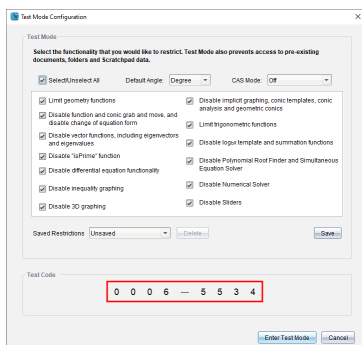 Test Mode Configuration
Test Mode
Select the functionality that you would like to restrict. Test Mode also prevents access to pre-existing
documents, folders and Scratchpad data.
Select/Unselect All Default Angle: Degree CAS Mode: Off
Limit geometry functions
Disable function and conic grab and move, and
disable change of equation form
Disable vector functions, including eigenvectors
and eigenvalues
Disable "isPrime" function
Disable differential equation functionality
Disable inequality graphing
Disable 3D graphing
Disable implicit graphing, conic templates, conic
analysis and geometric conics
Limit trigonometric functions
Disable logₐx template and summation functions
Disable Polynomial Root Finder and Simultaneous
Equation Solver
Disable Numerical Solver
Disable Sliders
Saved Restrictions Unsaved Delete Save
Test Code
0 0 0 6 — 5 5 3 4
Enter Test Mode Cancel